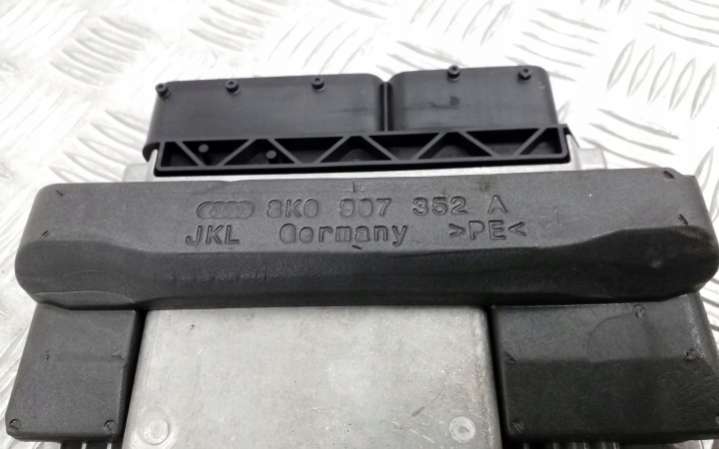 8K0 907 352 A
JKL Germany >PE<